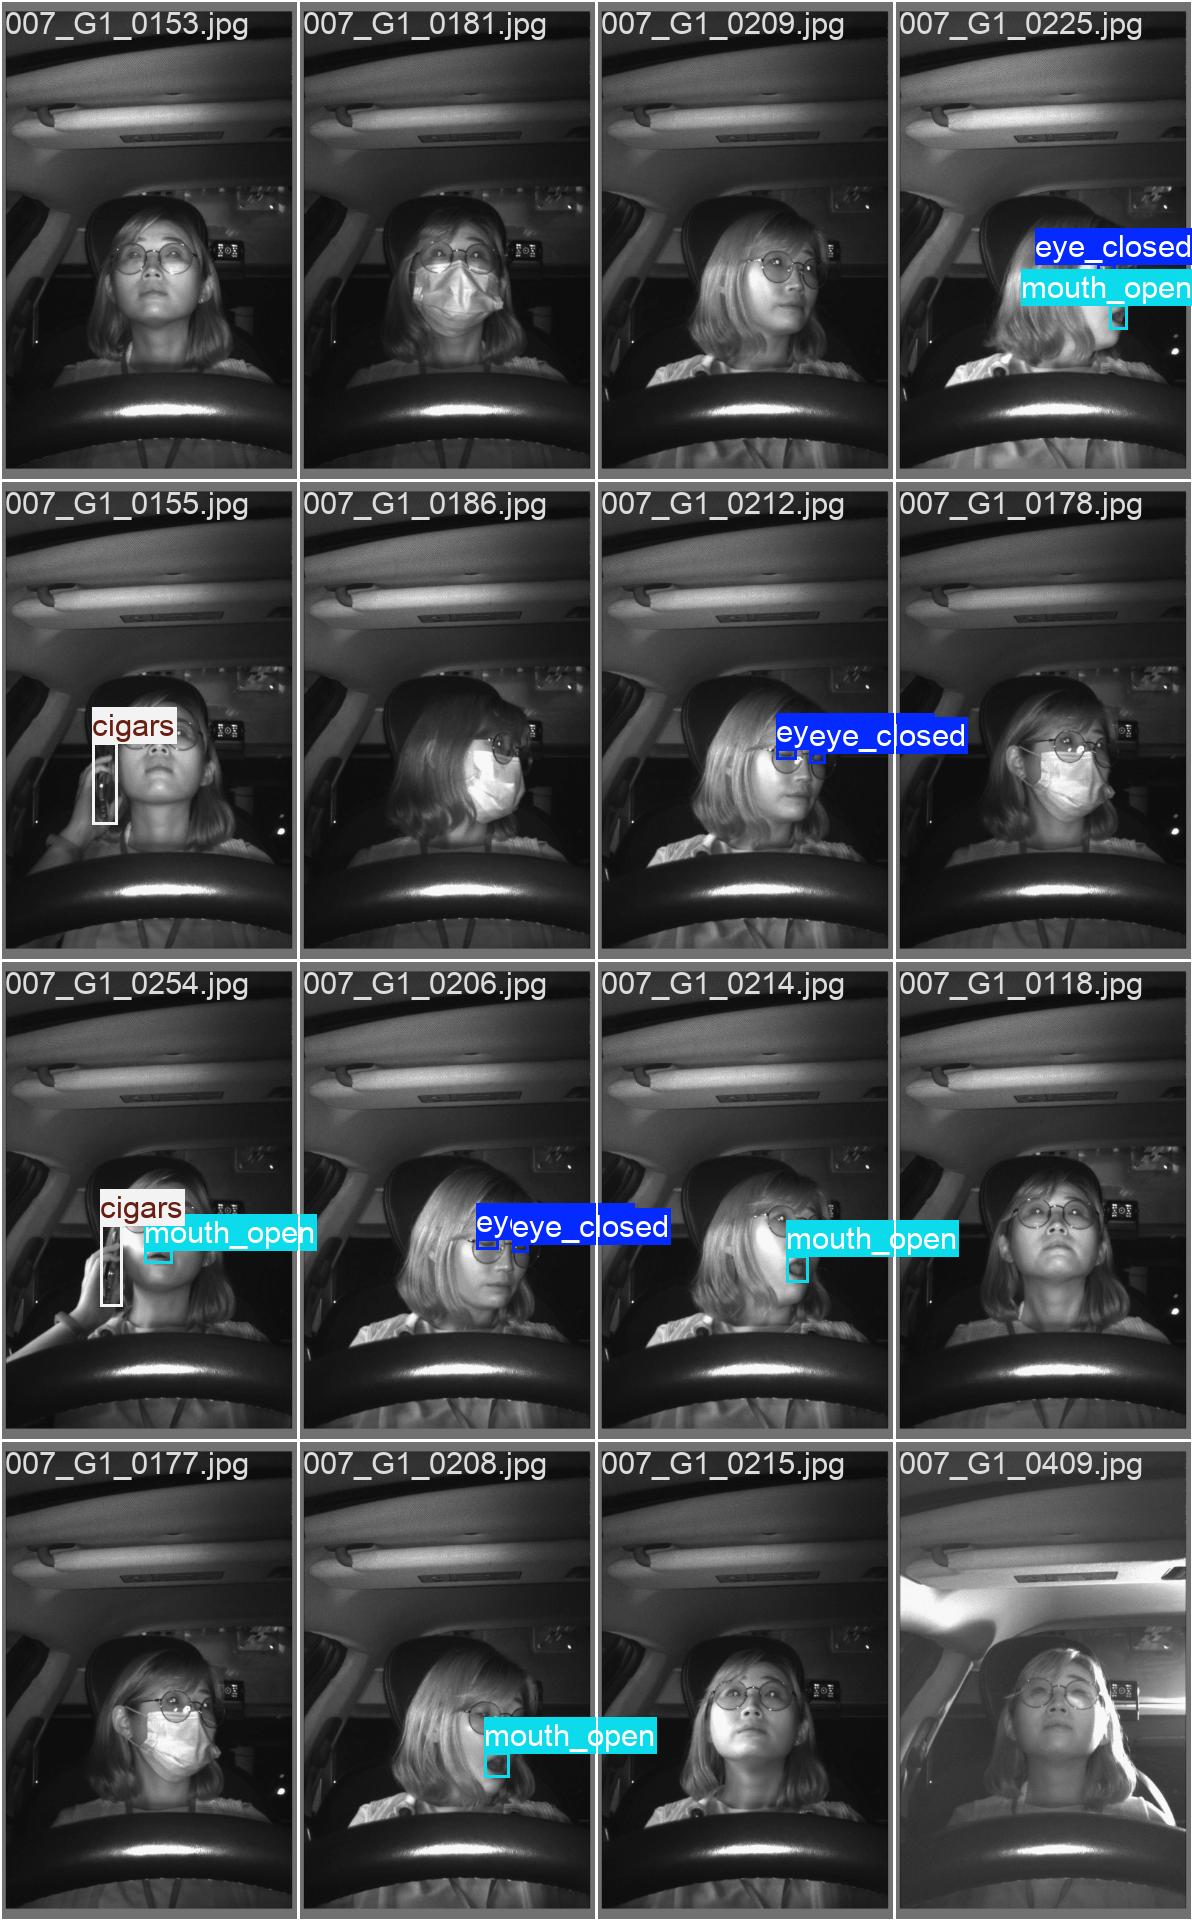 007_G1_0153.jpg
007_G1_0181.jpg
007_G1_0209.jpg
007_G1_0225.jpg
eye_closed
mouth_open
007_G1_0155.jpg
007_G1_0186.jpg
007_G1_0212.jpg
007_G1_0178.jpg
cigars
ey
eye_closed
007_G1_0254.jpg
007_G1_0206.jpg
007_G1_0214.jpg
007_G1_0118.jpg
cigars
mouth_open
ey
eye_closed
mouth_open
007_G1_0177.jpg
007_G1_0208.jpg
007_G1_0215.jpg
007_G1_0409.jpg
mouth_open